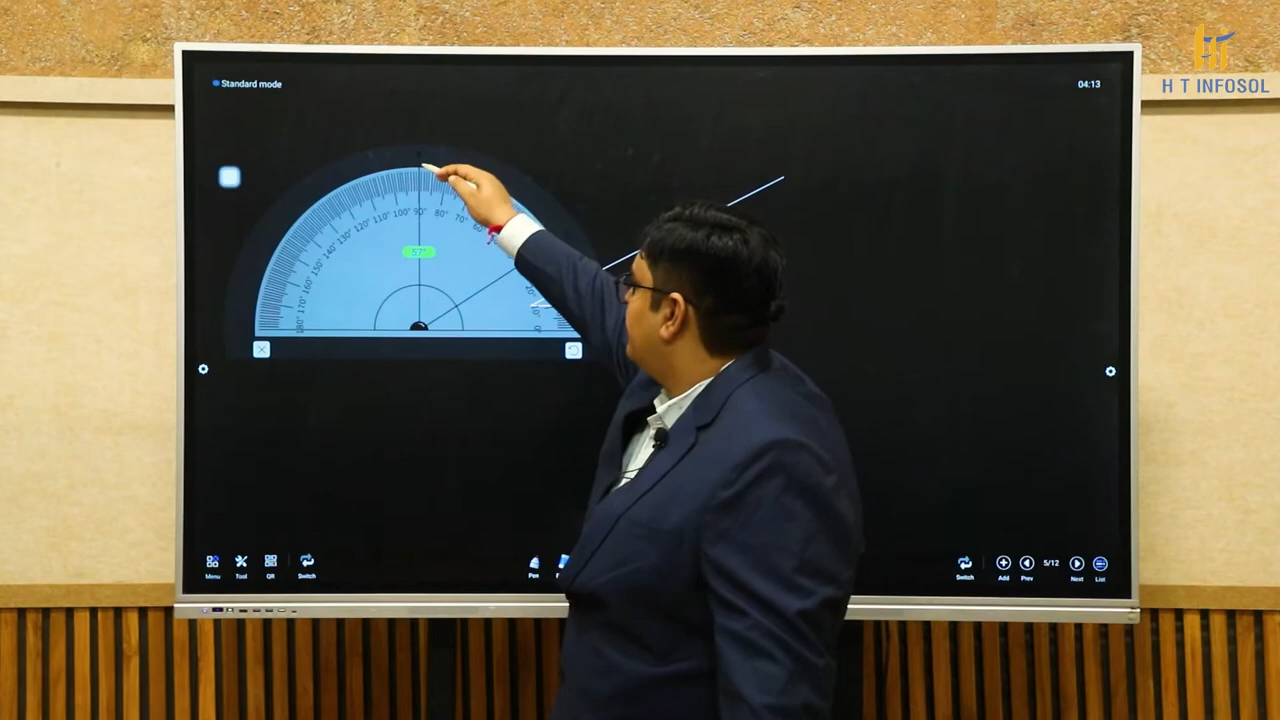 Standard mode
04:13
H T INFOSOL
180° 170° 160° 150° 140° 130° 120° 110° 100° 90° 80° 70°
57°
Menu Tool QR Switch Pen
Switch Add Prev 5/12 Next List